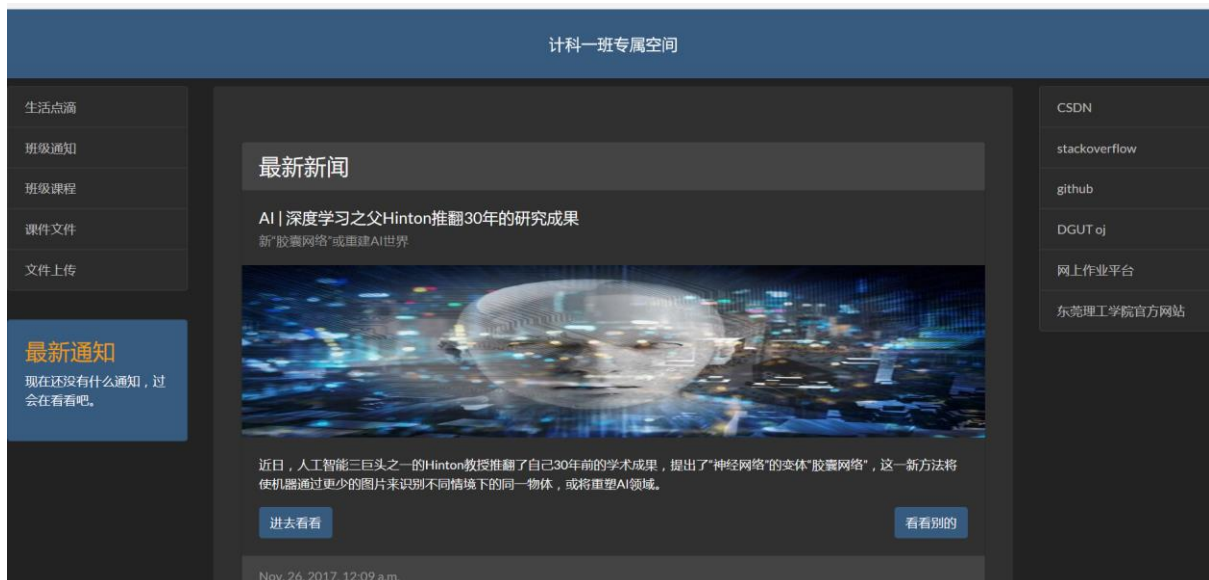 计科一班专属空间
生活点滴
班级通知
班级课程
课件文件
文件上传
最新通知
现在还没有什么通知，过
会在看看吧。
最新新闻
AI | 深度学习之父Hinton推翻30年的研究成果
新“胶囊网络”或重建AI世界
近日，人工智能三巨头之一的Hinton教授推翻了自己30年前的学术成果，提出了“神经网络”的变体“胶囊网络”，这一新方法将
使机器通过更少的图片来识别不同情境下的同一物体，或将重塑AI领域。
进去看看
看看别的
Nov. 26, 2017, 12:09 a.m.
CSDN
stackoverflow
github
DGUT oj
网上作业平台
东莞理工学院官方网站